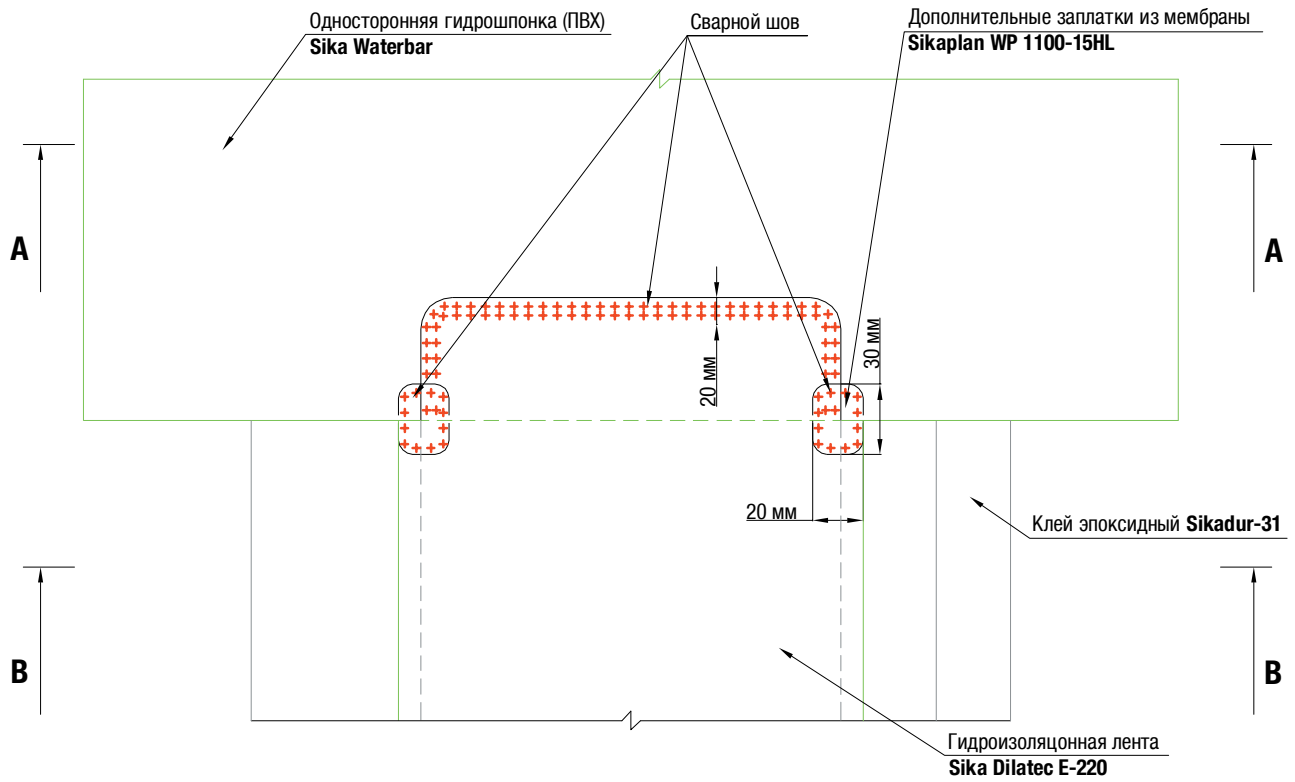 Односторонняя гидрошпонка (ПВХ)
Sika Waterbar
Сварной шов
Дополнительные заплатки из мембраны
Sikaplan WP 1100-15HL
A
A
20 мм
30 мм
20 мм
Клей эпоксидный Sikadur-31
B
B
Гидроизоляцонная лента
Sika Dilatec E-220